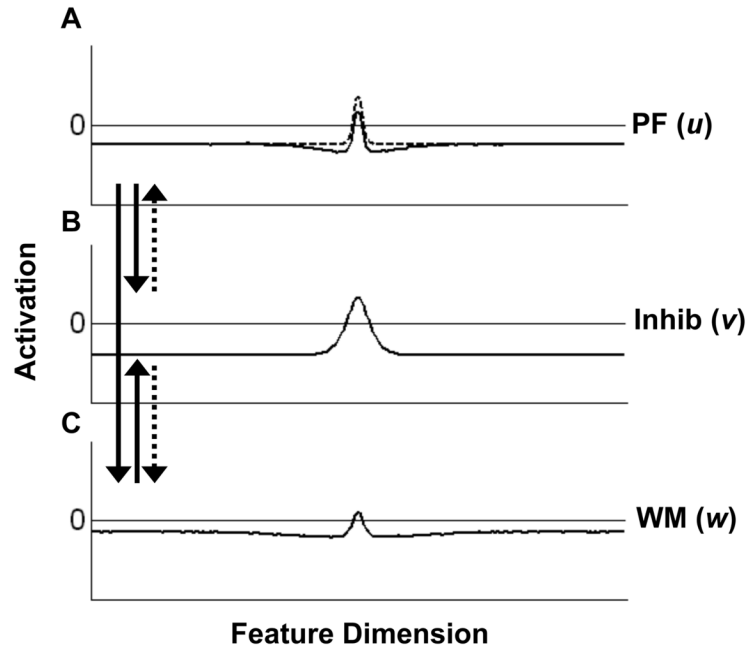 A
0
PF (u)
B
Activation
0
Inhib (v)
C
0
WM (w)
Feature Dimension